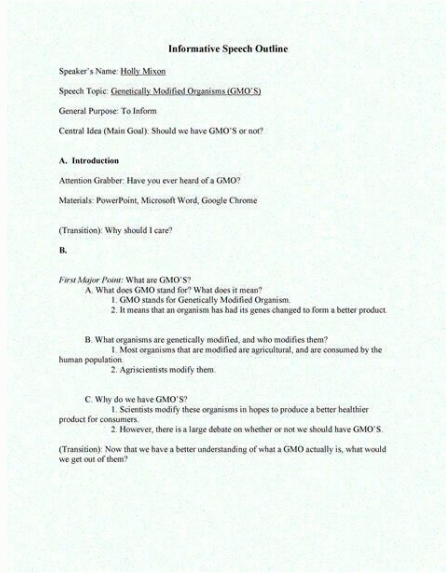 Informative Speech Outline
Speaker's Name: Holly Mixon
Speech Topic: Genetically Modified Organisms (GMO'S)
General Purpose: To Inform
Central Idea (Main Goal): Should we have GMO'S or not?
A. Introduction
Attention Grabber: Have you ever heard of a GMO?
Materials: PowerPoint, Microsoft Word, Google Chrome
(Transition): Why should I care?
B.
First Major Point: What are GMO'S?
A. What does GMO stand for? What does it mean?
1. GMO stands for Genetically Modified Organism.
2. It means that an organism has had its genes changed to form a better product.
B. What organisms are genetically modified, and who modifies them?
1. Most organisms that are modified are agricultural, and are consumed by the
human population.
2. Agriscientists modify them.
C. Why do we have GMO'S?
1. Scientists modify these organisms in hopes to produce a better healthier
product for consumers.
2. However, there is a large debate on whether or not we should have GMO'S.
(Transition): Now that we have a better understanding of what a GMO actually is, what would
we get out of them?